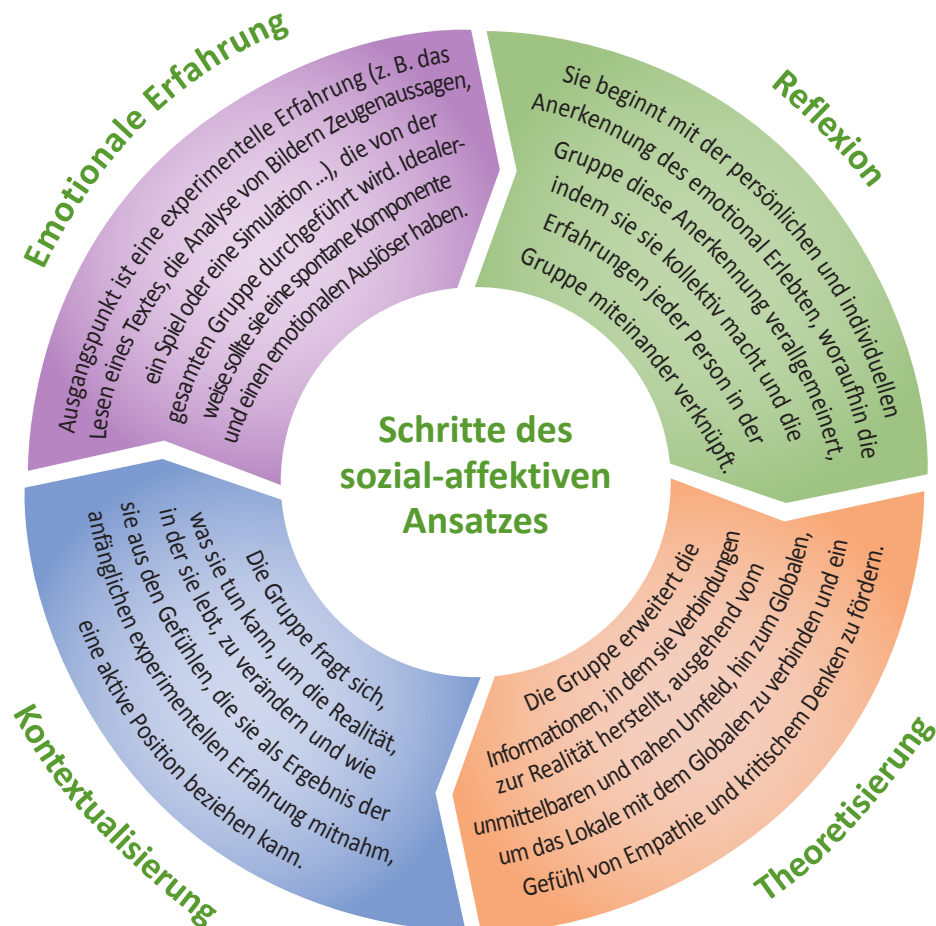 Schritte des
sozial-affektiven
Ansatzes
Emotionale Erfahrung
Ausgangspunkt ist eine experimentelle Erfahrung (z. B. das
Lesen eines Textes, die Analyse von Bildern Zeugenaussagen,
ein Spiel oder eine Simulation ...), die von der
gesamten Gruppe durchgeführt wird. Idealer-
weise sollte sie eine spontane Komponente
und einen emotionalen Auslöser haben.
Reflexion
Sie beginnt mit der persönlichen und individuellen
Anerkennung des emotional Erlebten, woraufhin die
Gruppe diese Anerkennung verallgemeinert,
indem sie sie kollektiv macht und die
Erfahrungen jeder Person in der
Gruppe miteinander verknüpft.
Theoretisierung
Die Gruppe erweitert die
Informationen, in dem sie Verbindungen
zur Realität herstellt, ausgehend vom
unmittelbaren und nahen Umfeld, hin zum Globalen,
um das Lokale mit dem Globalen zu verbinden und ein
Gefühl von Empathie und kritischem Denken zu fördern.
Kontextualisierung
Die Gruppe fragt sich,
was sie tun kann, um die Realität,
in der sie lebt, zu verändern und wie
sie aus den Gefühlen, die sie als Ergebnis der
anfänglichen experimentellen Erfahrung mitnahm,
eine aktive Position beziehen kann.